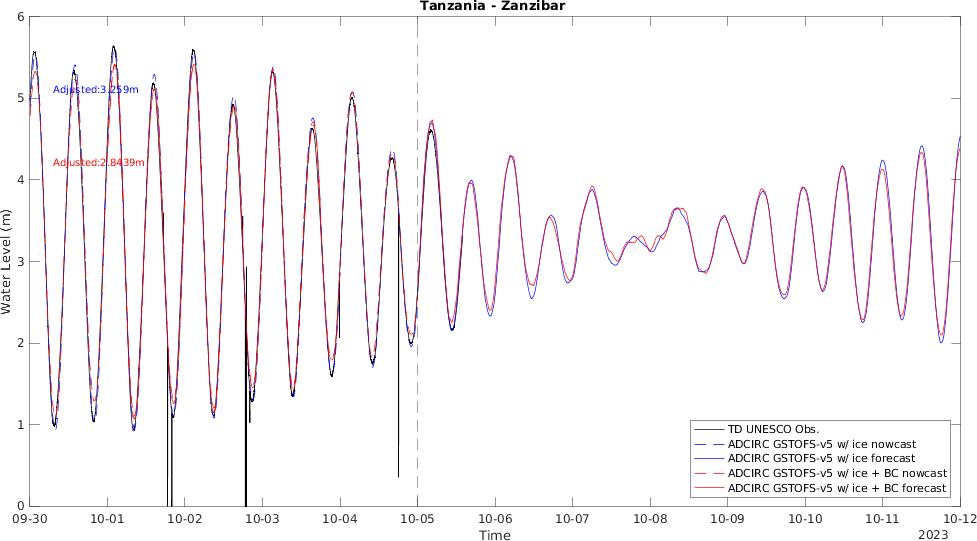 Tanzania - Zanzibar
6
5
4
3
2
1
0
Water Level (m)
Adjusted:3.259m
Adjusted:2.8439m
TD UNESCO Obs.
ADCIRC GSTOFS-v5 w/ ice nowcast
ADCIRC GSTOFS-v5 w/ ice forecast
ADCIRC GSTOFS-v5 w/ ice + BC nowcast
ADCIRC GSTOFS-v5 w/ ice + BC forecast
09-30 10-01 10-02 10-03 10-04 10-05 10-06 10-07 10-08 10-09 10-10 10-11 10-12
Time 2023